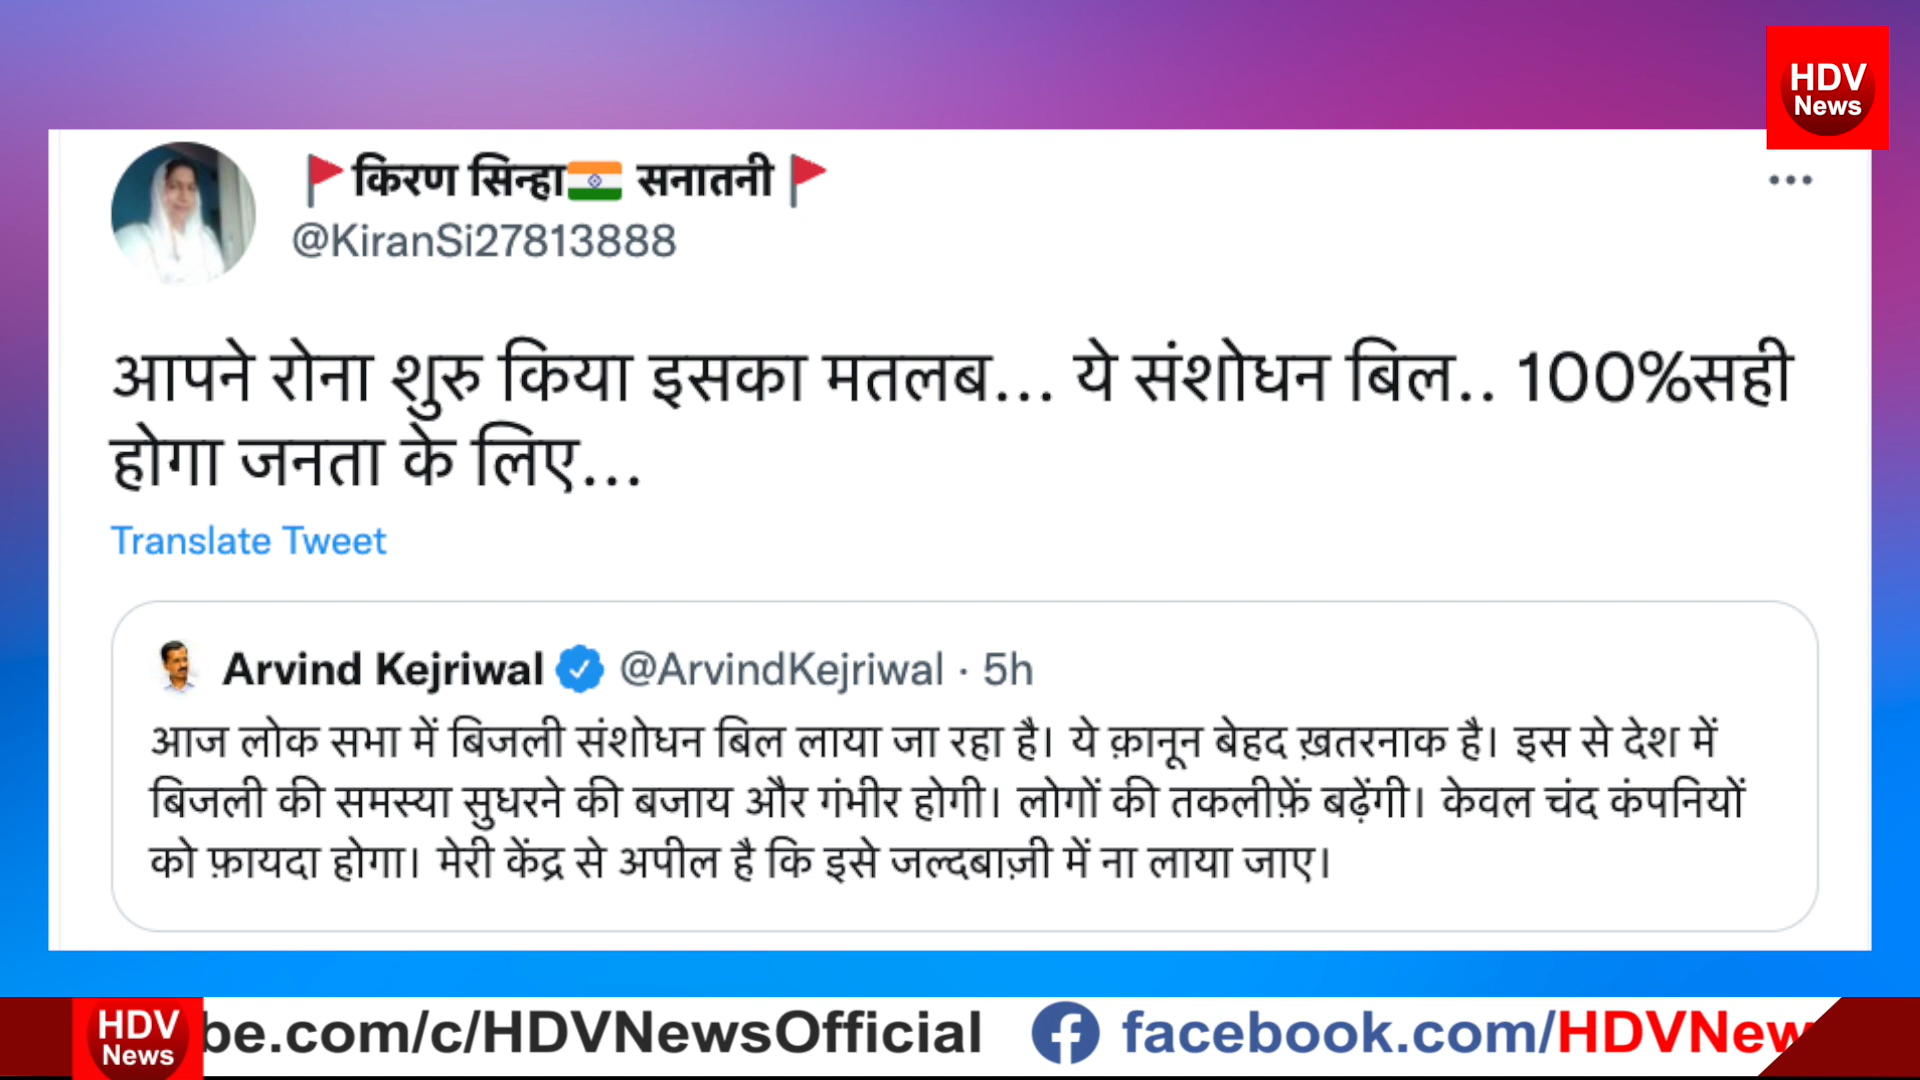 HDV
News
🚩किरण सिन्हा🇮🇳 सनातनी🚩
@KiranSi27813888
आपने रोना शुरु किया इसका मतलब... ये संशोधन बिल.. 100%सही
होगा जनता के लिए...
Translate Tweet
Arvind Kejriwal @ArvindKejriwal · 5h
आज लोक सभा में बिजली संशोधन बिल लाया जा रहा है। ये क़ानून बेहद ख़तरनाक है। इस से देश में
बिजली की समस्या सुधरने की बजाय और गंभीर होगी। लोगों की तकलीफ़ें बढ़ेंगी। केवल चंद कंपनियों
को फ़ायदा होगा। मेरी केंद्र से अपील है कि इसे जल्दबाज़ी में ना लाया जाए।
HDV
News
be.com/c/HDVNewsOfficial facebook.com/HDVNew